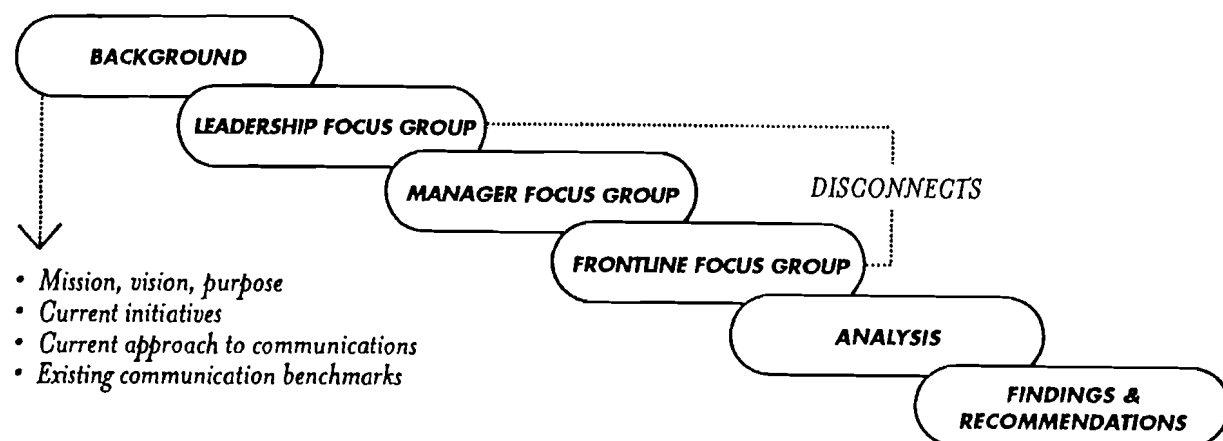 BACKGROUND
LEADERSHIP FOCUS GROUP
MANAGER FOCUS GROUP
DISCONNECTS
FRONTLINE FOCUS GROUP
• Mission, vision, purpose
• Current initiatives
• Current approach to communications
• Existing communication benchmarks
ANALYSIS
FINDINGS &
RECOMMENDATIONS